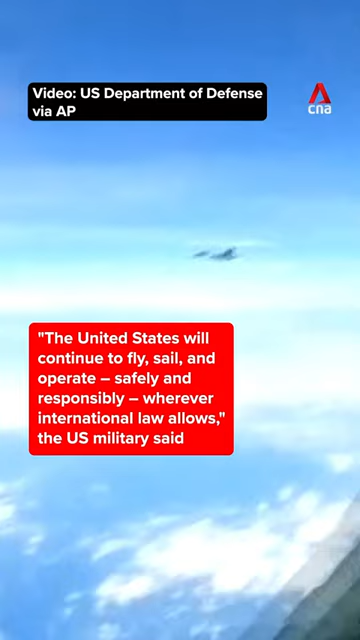 Video: US Department of Defense
via AP
cna
"The United States will
continue to fly, sail, and
operate – safely and
responsibly – wherever
international law allows,"
the US military said